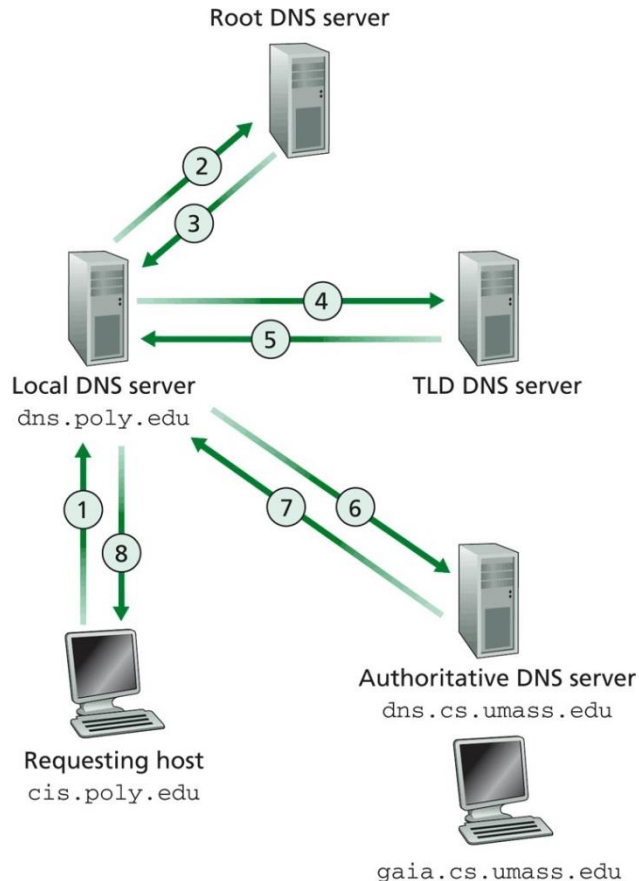 Root DNS server
2
3
4
5
Local DNS server
dns.poly.edu
TLD DNS server
1
8
7
6
Requesting host
cis.poly.edu
Authoritative DNS server
dns.cs.umass.edu
gaia.cs.umass.edu